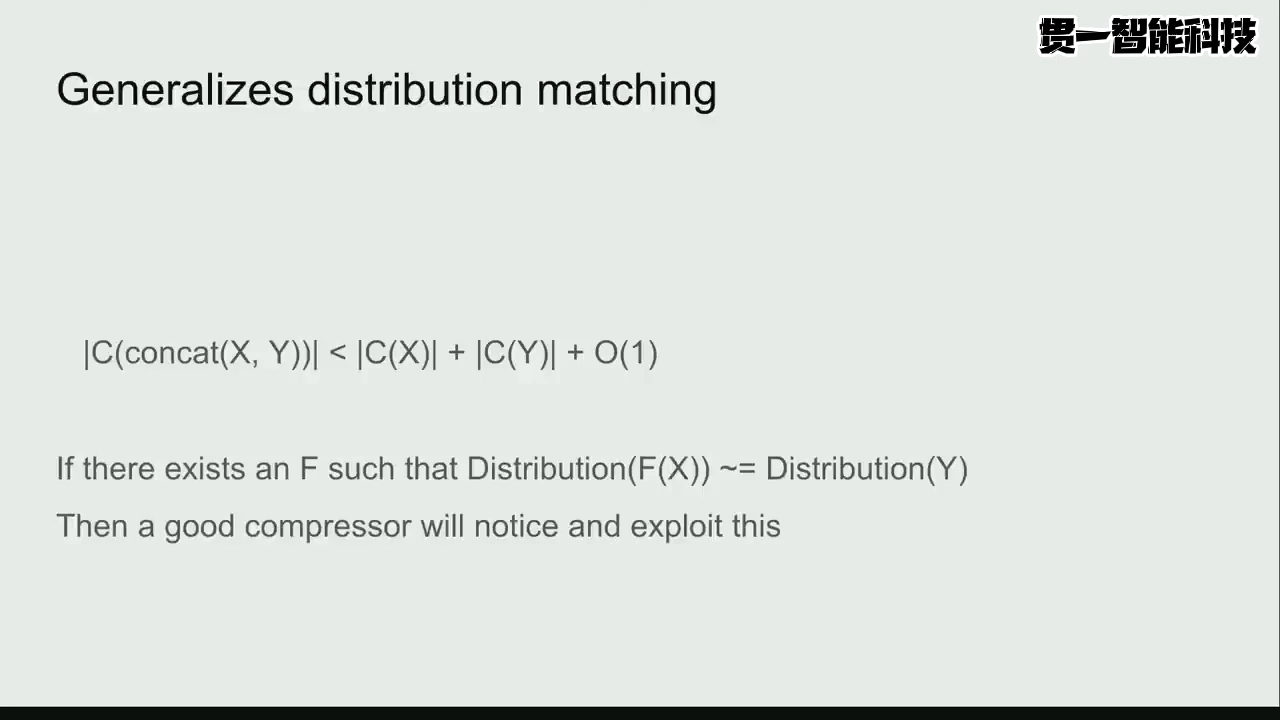 贯一智能科技
Generalizes distribution matching
|C(concat(X, Y))| < |C(X)| + |C(Y)| + O(1)
If there exists an F such that Distribution(F(X)) ~= Distribution(Y)
Then a good compressor will notice and exploit this